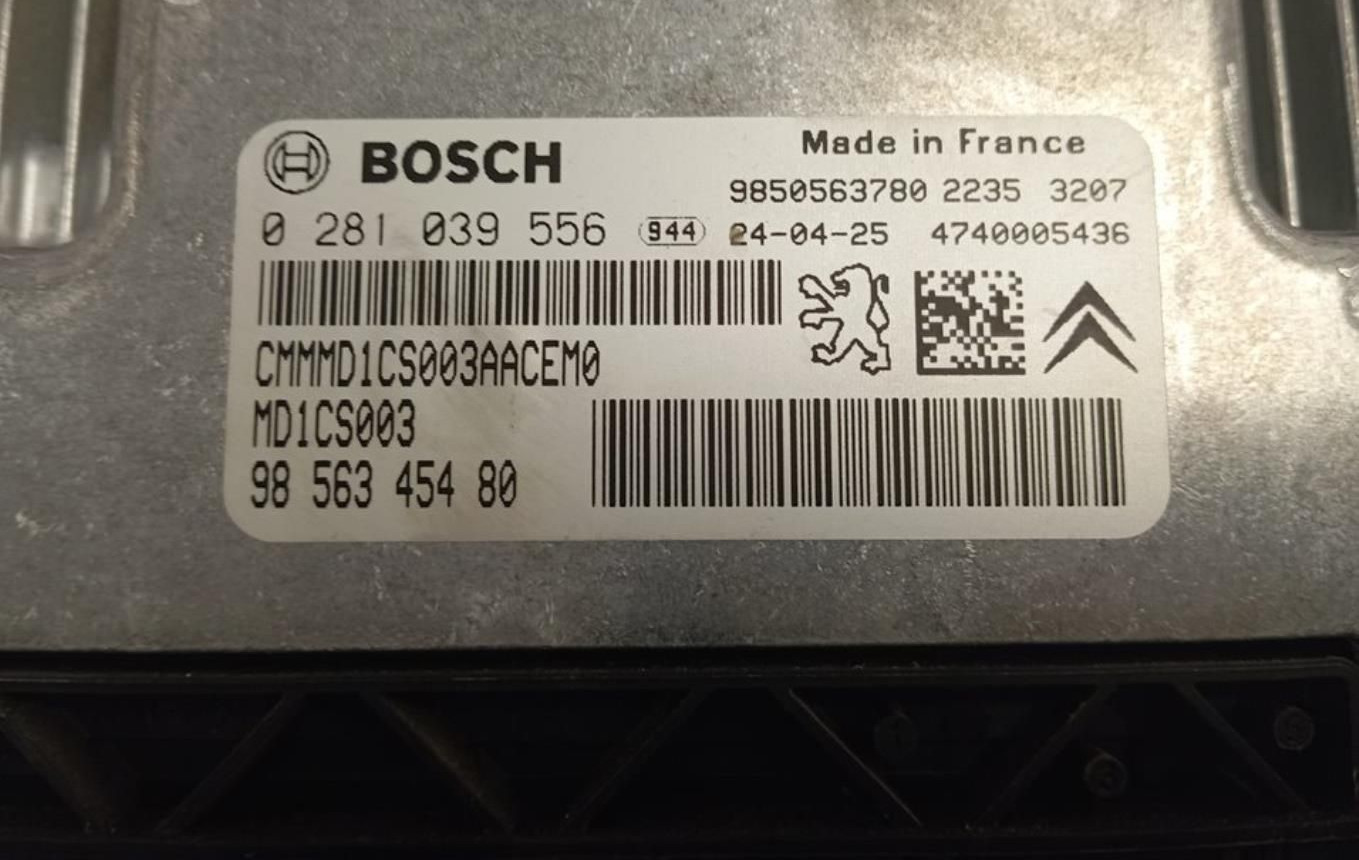 BOSCH
Made in France
9850563780 2235 3207
0 281 039 556 944 24-04-25 4740005436
CMMMD1CS003AACEM0
MD1CS003
98 563 454 80